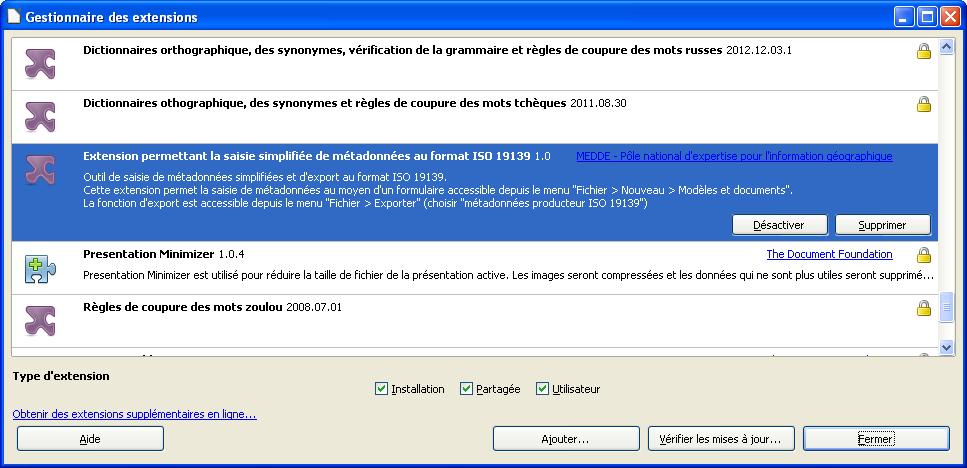 Gestionnaire des extensions
Dictionnaires orthographique, des synonymes, vérification de la grammaire et règles de coupure des mots russes 2012.12.03.1
Dictionnaires othographique, des synonymes et règles de coupure des mots tchèques 2011.08.30
Extension permettant la saisie simplifiée de métadonnées au format ISO 19139 1.0 MEDDE - Pôle national d'expertise pour l'information géographique
Outil de saisie de métadonnées simplifiées et d'export au format ISO 19139.
Cette extension permet la saisie de métadonnées au moyen d'un formulaire accessible depuis le menu "Fichier > Nouveau > Modèles et documents".
La fonction d'export est accessible depuis le menu "Fichier > Exporter" (choisir "métadonnées producteur ISO 19139")
Désactiver Supprimer
Presentation Minimizer 1.0.4 The Document Foundation
Presentation Minimizer est utilisé pour réduire la taille de fichier de la présentation active. Les images seront compressées et les données qui ne sont plus utiles seront supprimé...
Règles de coupure des mots zoulou 2008.07.01
Type d'extension
Installation Partagée Utilisateur
Obtenir des extensions supplémentaires en ligne...
Aide Ajouter... Vérifier les mises à jour... Fermer